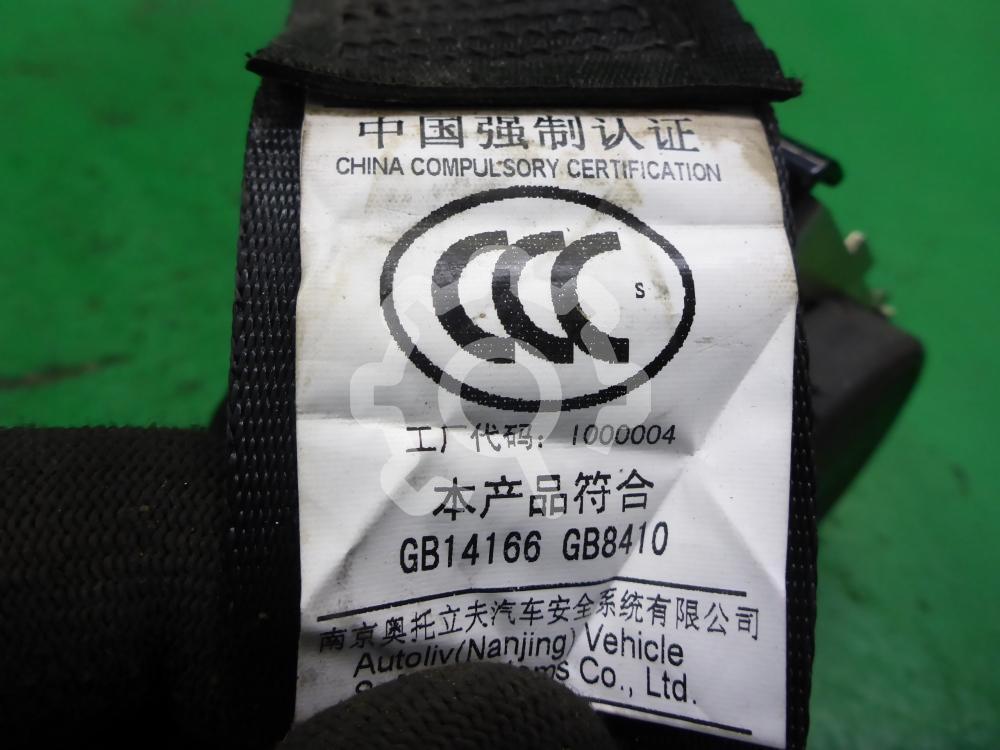 中国强制认证
CHINA COMPULSORY CERTIFICATION
CCC S
工厂代码: 1000004
本产品符合
GB14166 GB8410
南京奥托立夫汽车安全系统有限公司
Autoliv(Nanjing) Vehicle
Co., Ltd.